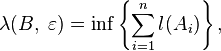 λ(B, ε) = inf { ∑_{i=1}^{n} l(A_i) },